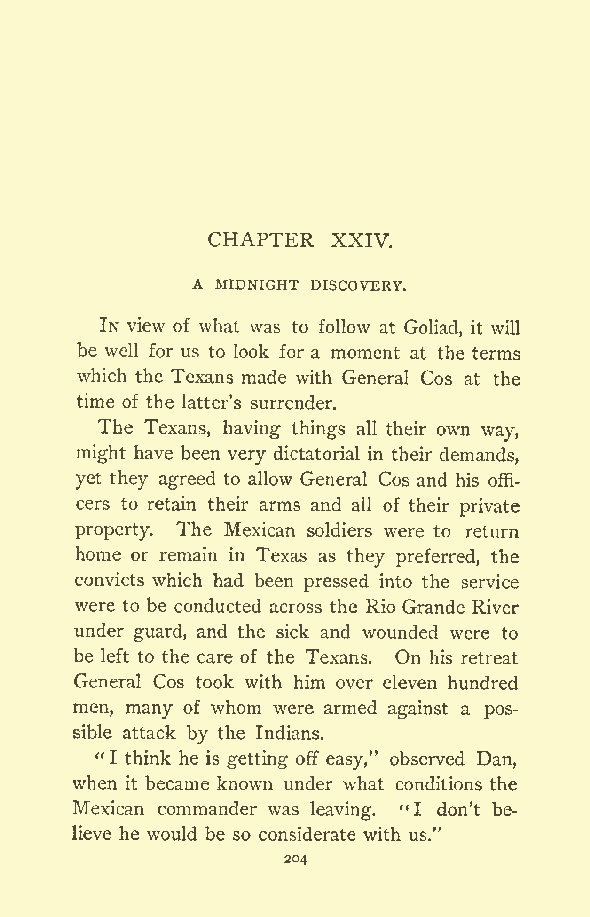 CHAPTER XXIV.
A MIDNIGHT DISCOVERY.
In view of what was to follow at Goliad, it will
be well for us to look for a moment at the terms
which the Texans made with General Cos at the
time of the latter's surrender.
The Texans, having things all their own way,
might have been very dictatorial in their demands,
yet they agreed to allow General Cos and his offi-
cers to retain their arms and all of their private
property. The Mexican soldiers were to return
home or remain in Texas as they preferred, the
convicts which had been pressed into the service
were to be conducted across the Rio Grande River
under guard, and the sick and wounded were to
be left to the care of the Texans. On his retreat
General Cos took with him over eleven hundred
men, many of whom were armed against a pos-
sible attack by the Indians.
"I think he is getting off easy," observed Dan,
when it became known under what conditions the
Mexican commander was leaving. "I don't be-
lieve he would be so considerate with us."
204